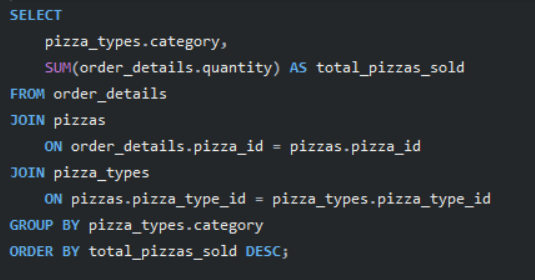 SELECT
    pizza_types.category,
    SUM(order_details.quantity) AS total_pizzas_sold
FROM order_details
JOIN pizzas
    ON order_details.pizza_id = pizzas.pizza_id
JOIN pizza_types
    ON pizzas.pizza_type_id = pizza_types.pizza_type_id
GROUP BY pizza_types.category
ORDER BY total_pizzas_sold DESC;